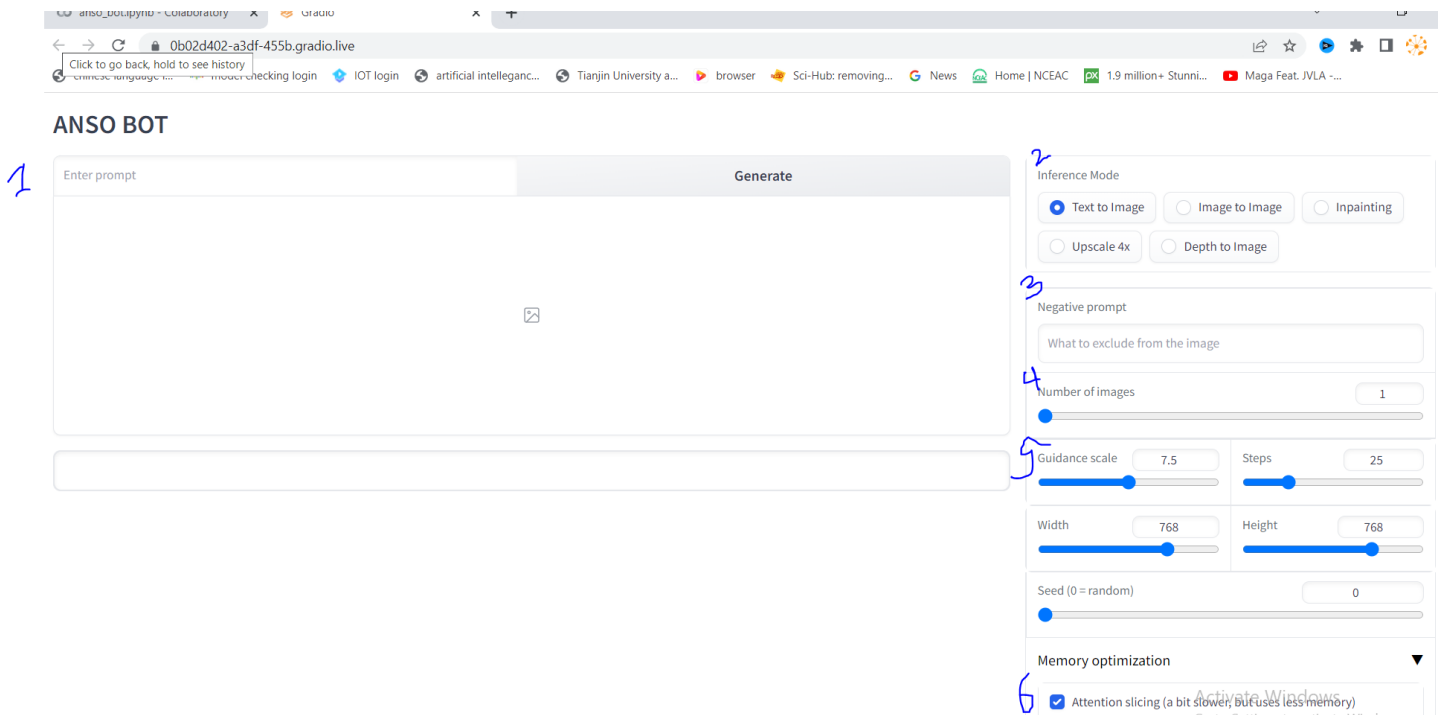 anso_bot.ipynb - Colaboratory
Gradio
0b02d402-a3df-455b.gradio.live
Click to go back, hold to see history
chinese language l... model checking login IOT login artificial intelleganc... Tianjin University a... browser Sci-Hub: removing... News Home | NCEAC 1.9 million+ Stunni... Maga Feat. JVLA -...
ANSO BOT
1
Enter prompt
Generate
2
Inference Mode
Text to Image
Image to Image
Inpainting
Upscale 4x
Depth to Image
3
Negative prompt
What to exclude from the image
4
Number of images
1
5
Guidance scale 7.5
Steps 25
Width 768
Height 768
Seed (0 = random) 0
Memory optimization
6
Attention slicing (a bit slower, but uses less memory)
Activate Windows